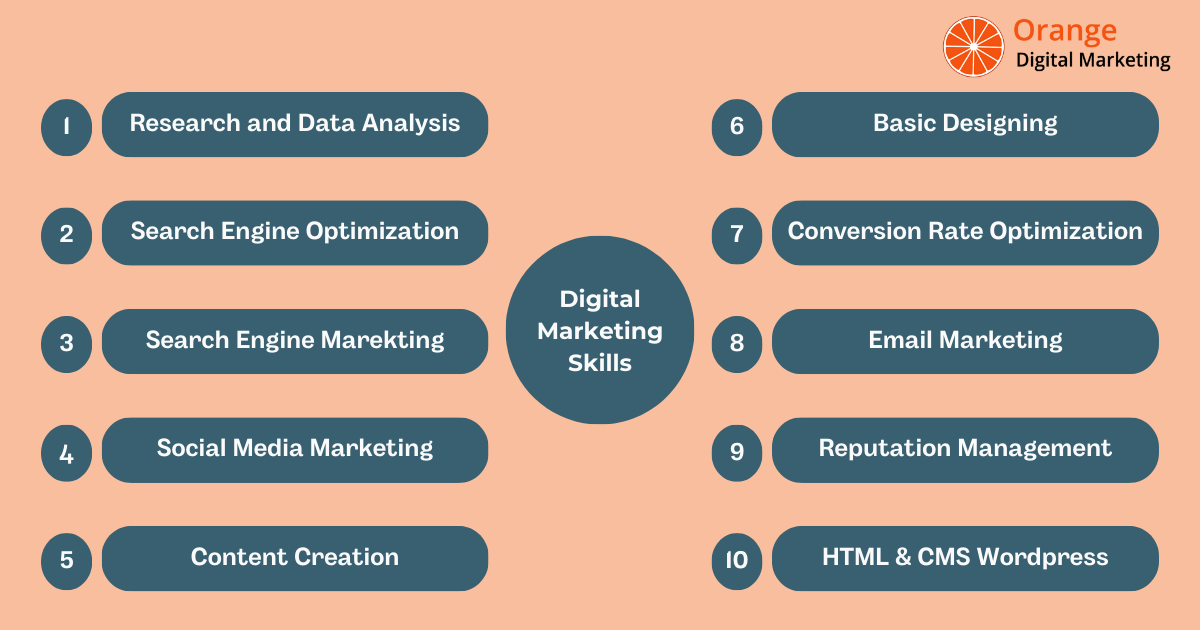 Orange
Digital Marketing
1 Research and Data Analysis
2 Search Engine Optimization
3 Search Engine Marekting
4 Social Media Marketing
5 Content Creation
Digital
Marketing
Skills
6 Basic Designing
7 Conversion Rate Optimization
8 Email Marketing
9 Reputation Management
10 HTML & CMS Wordpress